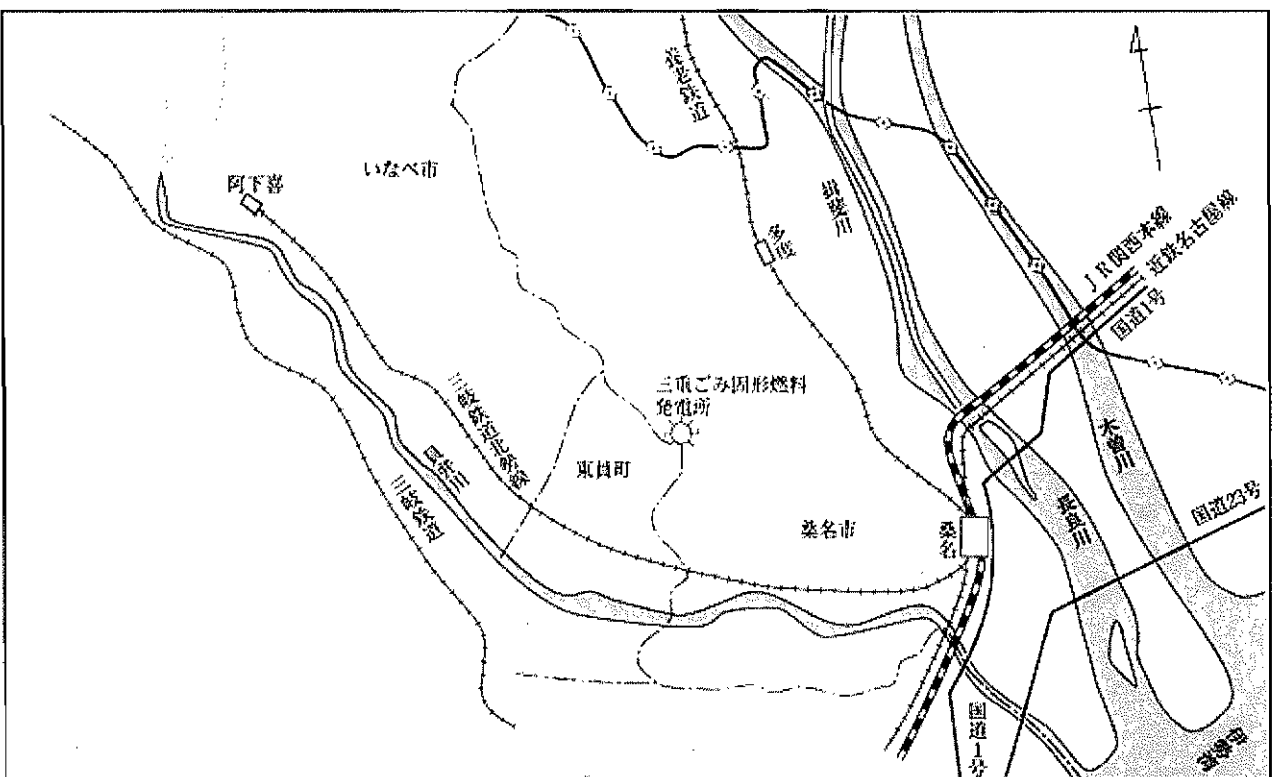 養老鉄道
いなべ市
阿下喜
揖斐川
多度
JR関西本線
近鉄名古屋線
国道1号
三重ごみ固形燃料
発電所
三岐鉄道北勢線
東員町
員弁川
三岐鉄道
木曽川
国道23号
長良川
桑名市
桑名
国道1号